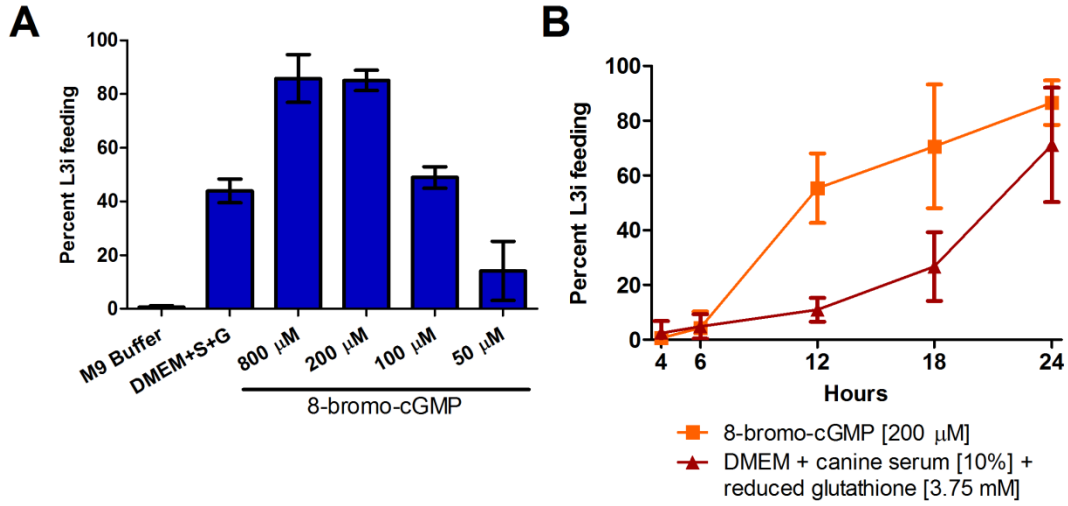 A
Percent L3i feeding
100
80
60
40
20
0
M9 Buffer
DMEM+S+G
800 µM
200 µM
100 µM
50 µM
8-bromo-cGMP
B
Percent L3i feeding
100
80
60
40
20
0
4 6 12 18 24
Hours
8-bromo-cGMP [200 µM]
DMEM + canine serum [10%] +
reduced glutathione [3.75 mM]